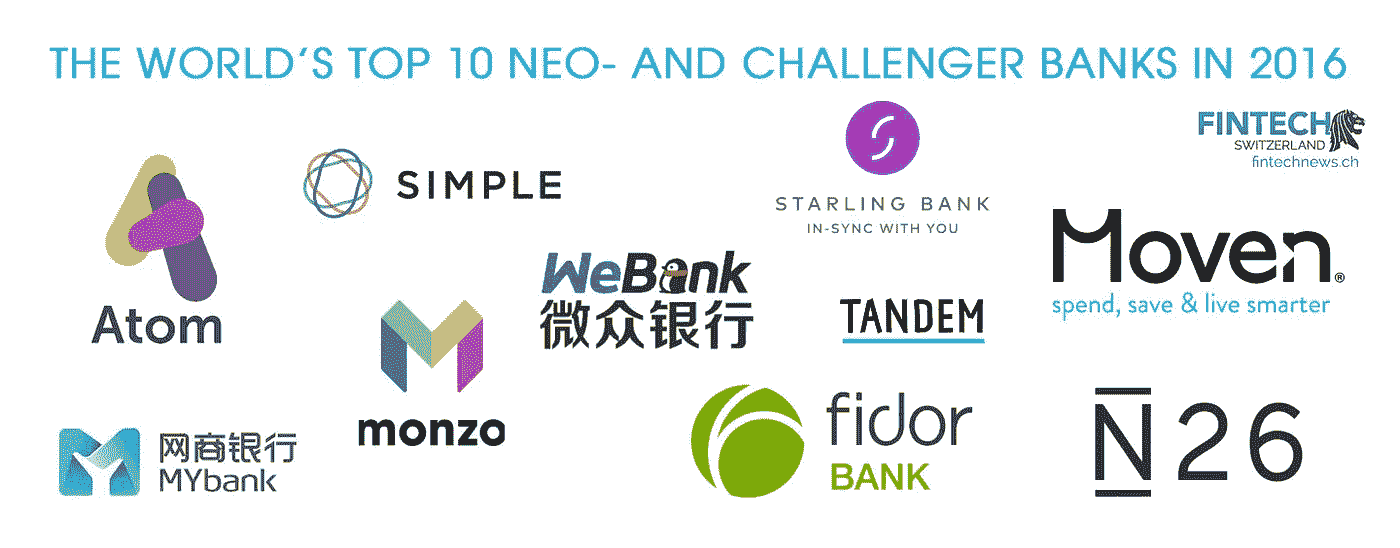 THE WORLD'S TOP 10 NEO- AND CHALLENGER BANKS IN 2016
FINTECH
SWITZERLAND
fintechnews.ch
SIMPLE
STARLING BANK
IN-SYNC WITH YOU
Atom
WeBank
微众银行
Moven®
spend, save & live smarter
TANDEM
monzo
网商银行
MYbank
fidor
BANK
N26